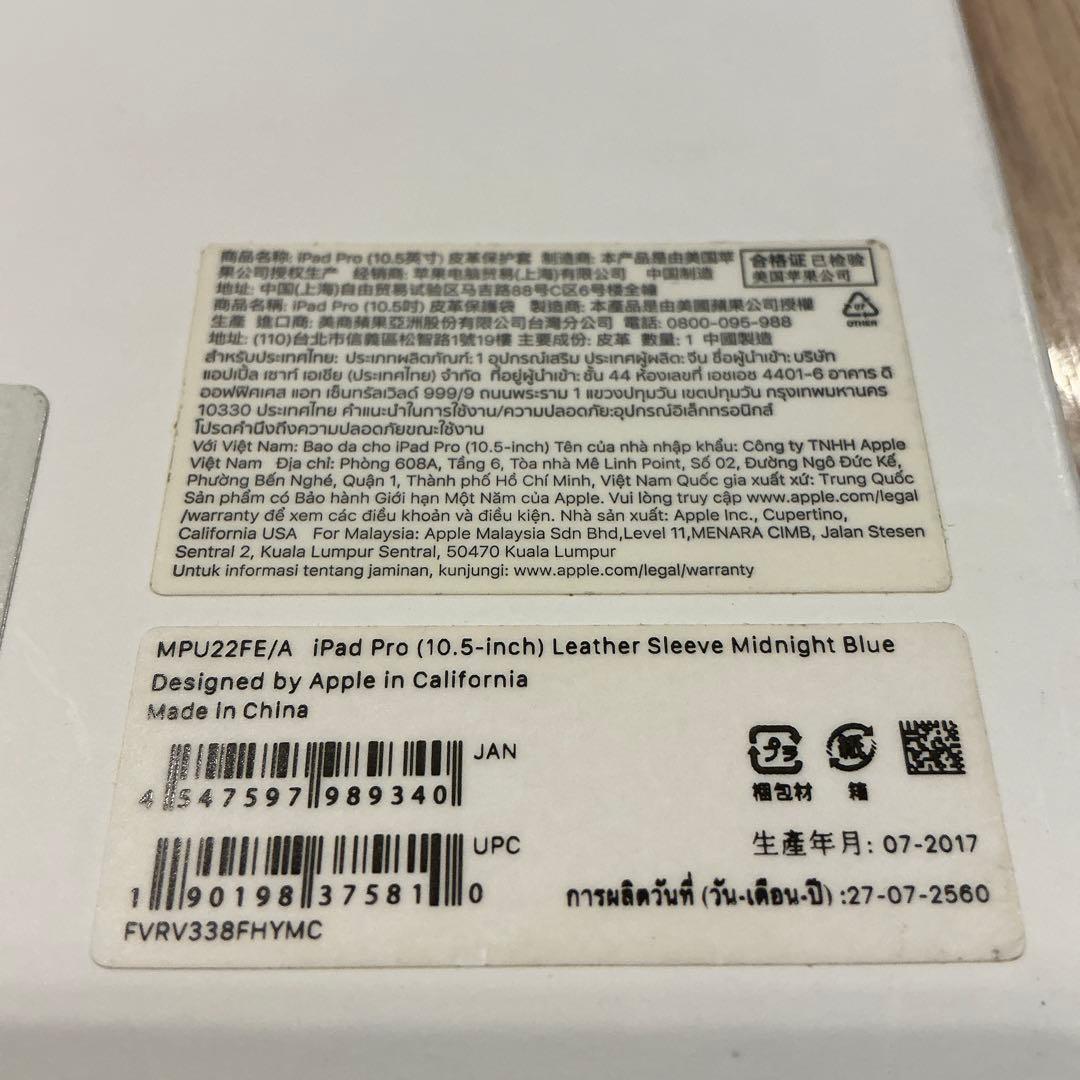 商品名称: iPad Pro (10.5英寸) 皮革保护套 制造商: 本产品是由美国苹
果公司授权生产 经销商: 苹果电脑贸易(上海)有限公司 中国制造
地址: 中国(上海)自由贸易试验区马吉路88号C区6号楼全幢
商品名稱: iPad Pro (10.5吋) 皮革保護袋 製造商: 本產品是由美國蘋果公司授權
生產 進口商: 美商蘋果亞洲股份有限公司台灣分公司 電話: 0800-095-988
地址: (110)台北市信義區松智路1號19樓 主要成份: 皮革 數量: 1 中國製造
合格证 已检验
美国苹果公司
07
OTHER
สำหรับประเทศไทย: ประเภทผลิตภัณฑ์: 1 อุปกรณ์เสริม ประเทศผู้ผลิต: จีน ชื่อผู้นำเข้า: บริษัท
แอปเปิ้ล เซาท์ เอเชีย (ประเทศไทย) จำกัด ที่อยู่ผู้นำเข้า: ชั้น 44 ห้องเลขที่ เอชเอช 4401-6 อาคาร ดิ
ออฟฟิศเศส แอท เซ็นทรัลเวิลด์ 999/9 ถนนพระราม 1 แขวงปทุมวัน เขตปทุมวัน กรุงเทพมหานคร
10330 ประเทศไทย คำแนะนำในการใช้งาน/ความปลอดภัย:อุปกรณ์อิเล็กทรอนิกส์
โปรดคำนึงถึงความปลอดภัยขณะใช้งาน
Với Việt Nam: Bao da cho iPad Pro (10.5-inch) Tên của nhà nhập khẩu: Công ty TNHH Apple
Việt Nam Địa chỉ: Phòng 608A, Tầng 6, Tòa nhà Mê Linh Point, Số 02, Đường Ngô Đức Kế,
Phường Bến Nghé, Quận 1, Thành phố Hồ Chí Minh, Việt Nam Quốc gia xuất xứ: Trung Quốc
Sản phẩm có Bảo hành Giới hạn Một Năm của Apple. Vui lòng truy cập www.apple.com/legal
/warranty để xem các điều khoản và điều kiện. Nhà sản xuất: Apple Inc., Cupertino,
California USA For Malaysia: Apple Malaysia Sdn Bhd,Level 11,MENARA CIMB, Jalan Stesen
Sentral 2, Kuala Lumpur Sentral, 50470 Kuala Lumpur
Untuk informasi tentang jaminan, kunjungi: www.apple.com/legal/warranty
MPU22FE/A iPad Pro (10.5-inch) Leather Sleeve Midnight Blue
Designed by Apple in California
Made in China
JAN
4 547597 989340
プラ
紙
梱包材
箱
UPC
1 90198 37581 0
生產年月: 07-2017
การผลิตวันที่ (วัน-เดือน-ปี) :27-07-2560
FVRV338FHYMC